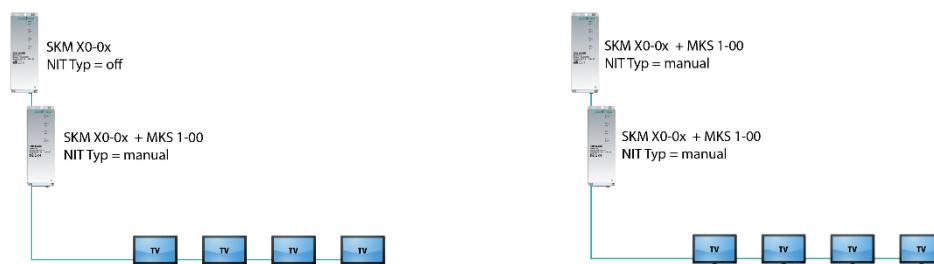 SKM X0-0x
NIT Typ = off
SKM X0-0x + MKS 1-00
NIT Typ = manual
TV TV TV TV
SKM X0-0x + MKS 1-00
NIT Typ = manual
SKM X0-0x + MKS 1-00
NIT Typ = manual
TV TV TV TV